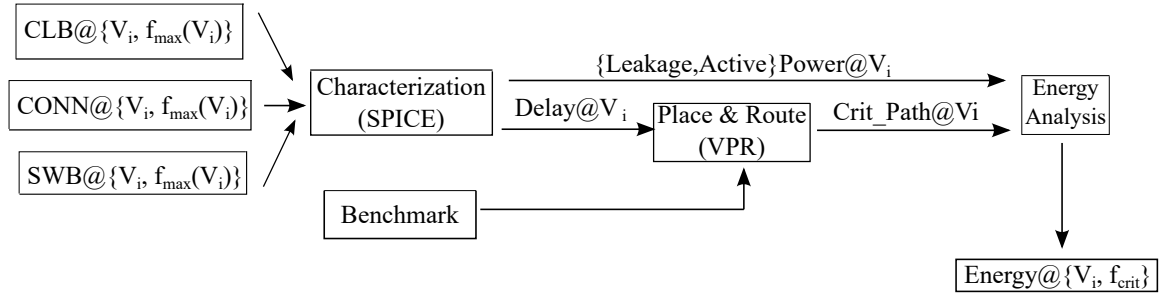 CLB@{Vi, fmax(Vi)}
CONN@{Vi, fmax(Vi)}
SWB@{Vi, fmax(Vi)}
Characterization
(SPICE)
{Leakage,Active}Power@Vi
Delay@Vi
Place & Route
(VPR)
Crit_Path@Vi
Energy
Analysis
Benchmark
Energy@{Vi, fcrit}